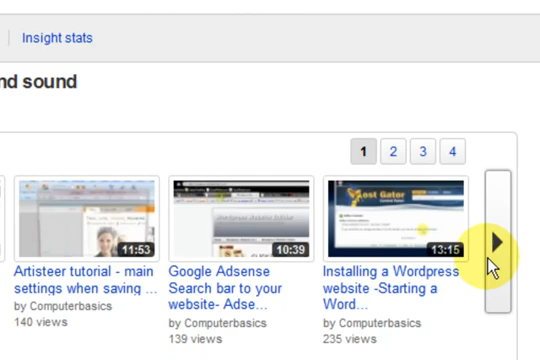 Insight stats
nd sound
1 2 3 4
11:53 10:39 13:15
Artisteer tutorial - main
settings when saving ...
by Computerbasics
140 views
Google Adsense
Search bar to your
website- Adse...
by Computerbasics
139 views
Installing a Wordpress
website -Starting a
Word...
by Computerbasics
235 views